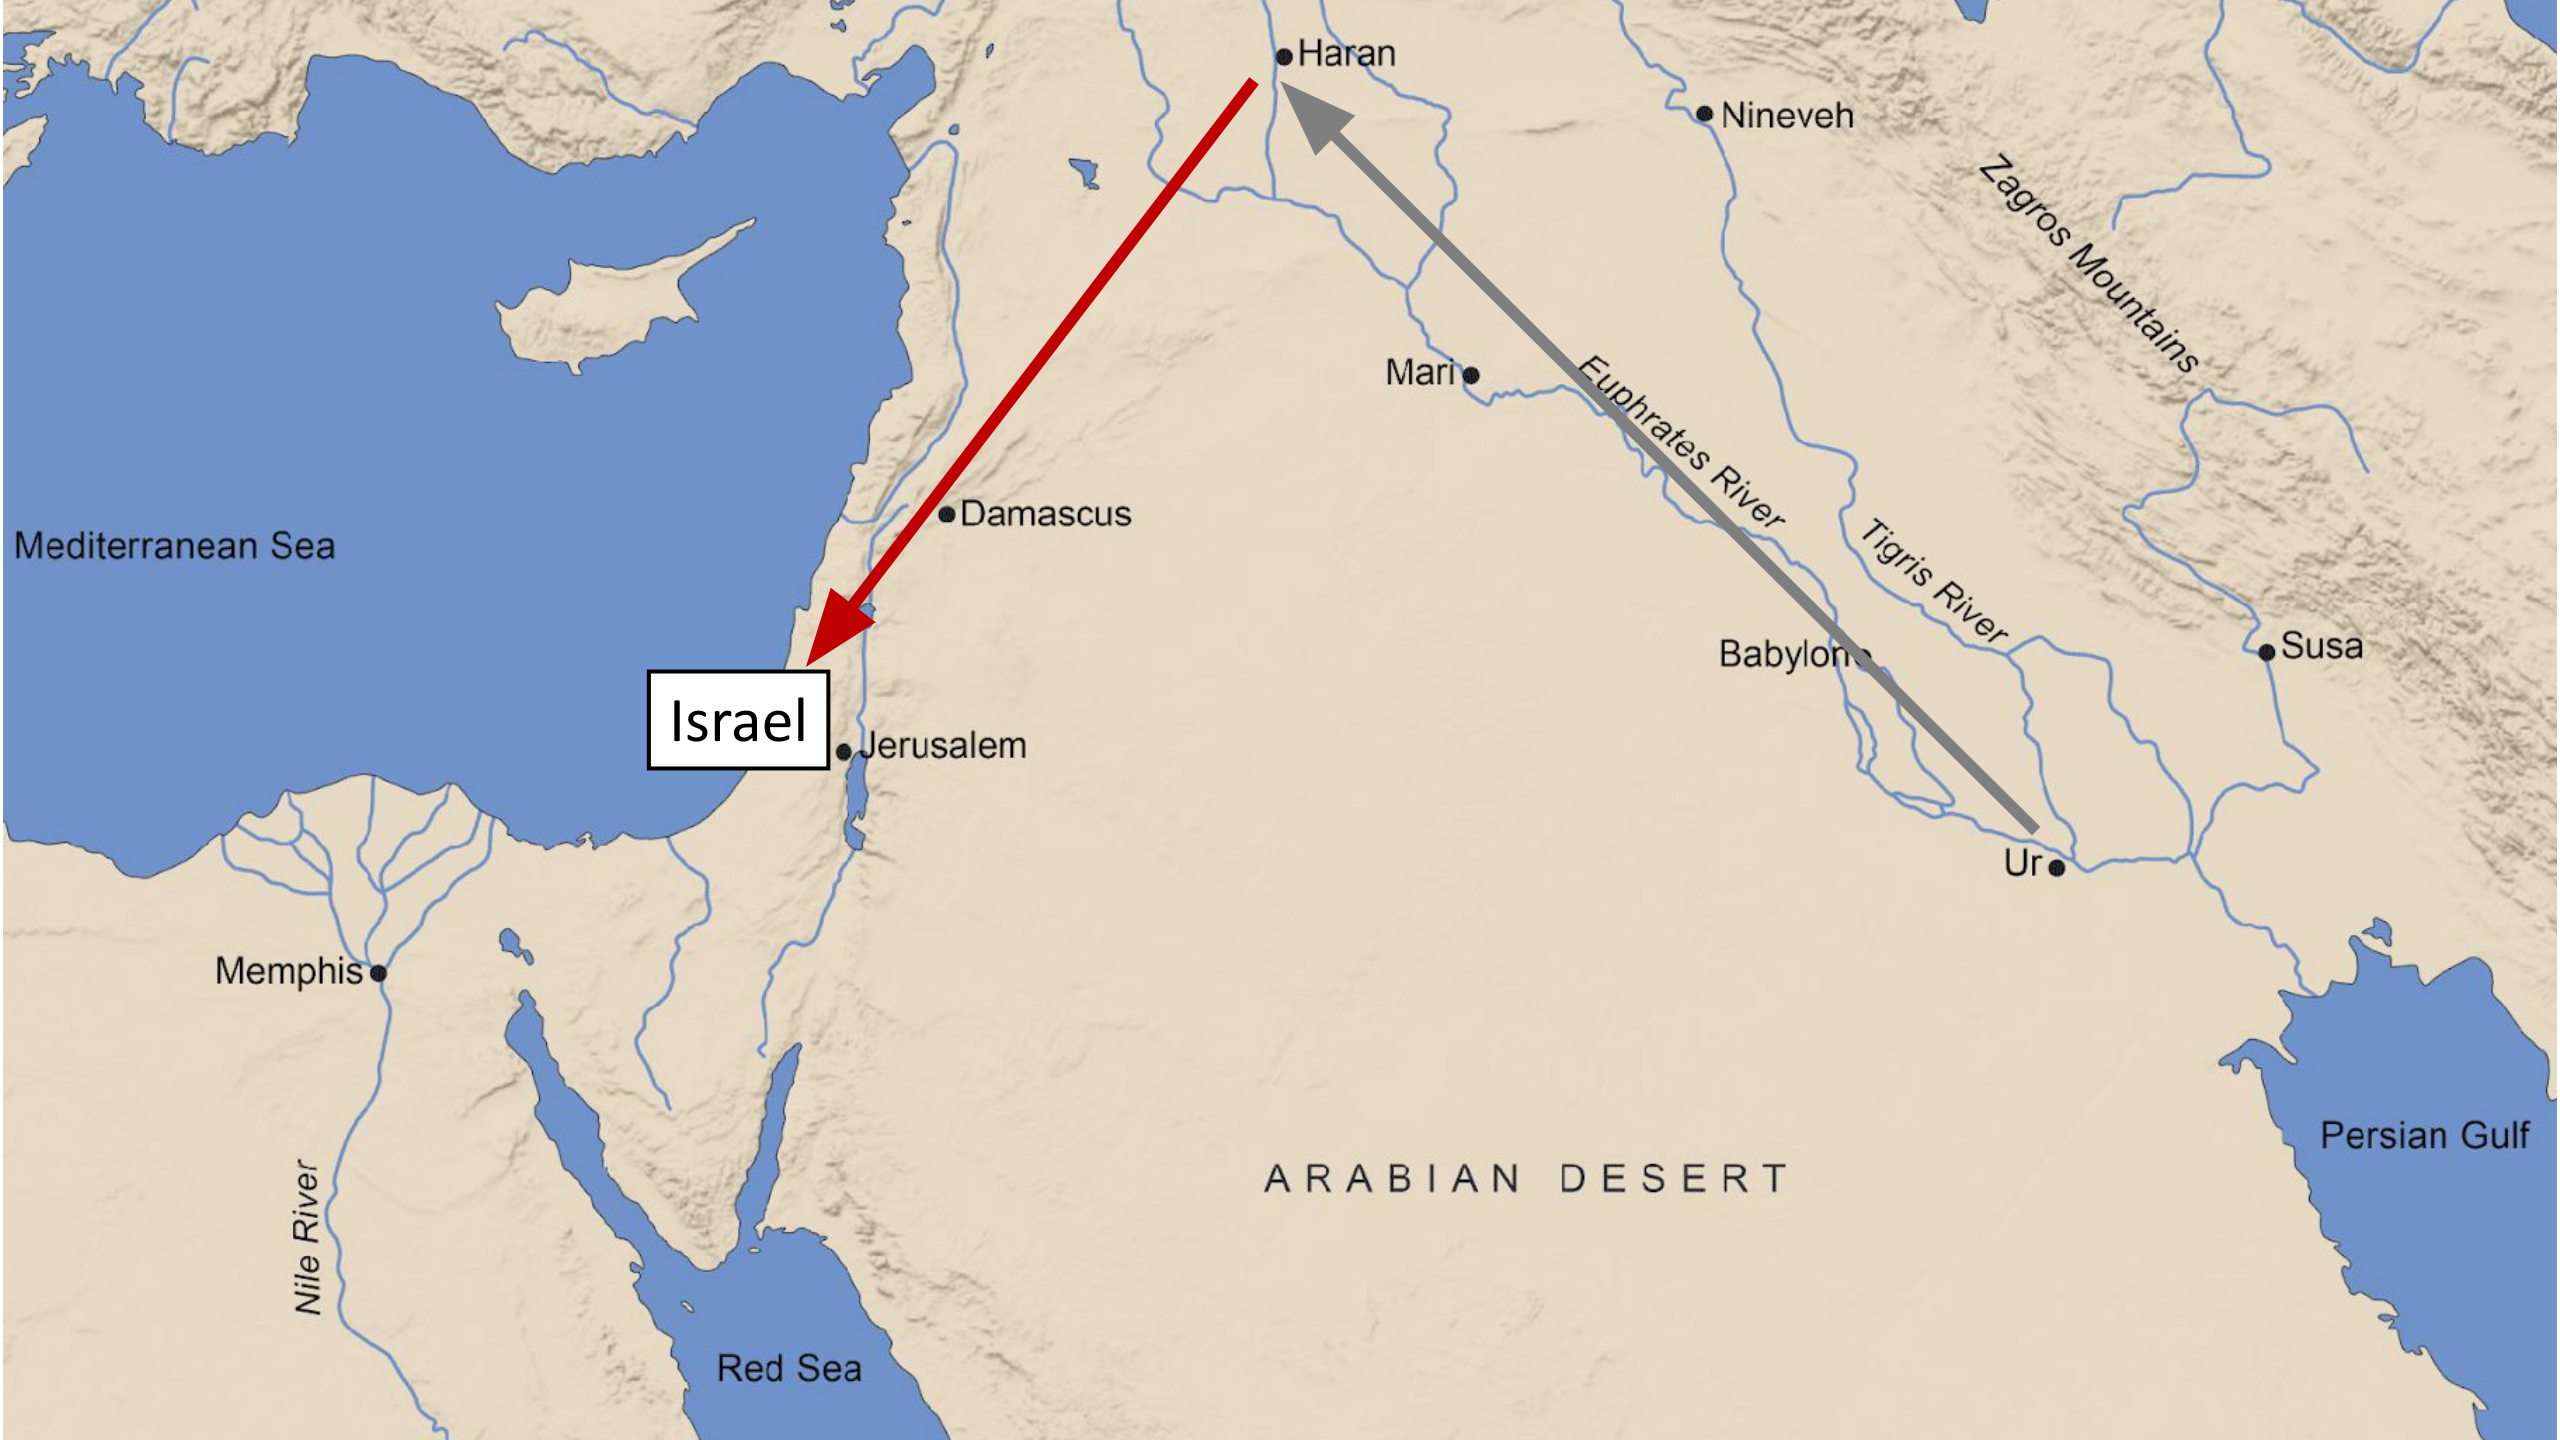 Haran
Nineveh
Zagros Mountains
Mari
Euphrates River
Damascus
Mediterranean Sea
Tigris River
Babylon
Susa
Israel
Jerusalem
Ur
Memphis
Persian Gulf
ARABIAN DESERT
Nile River
Red Sea